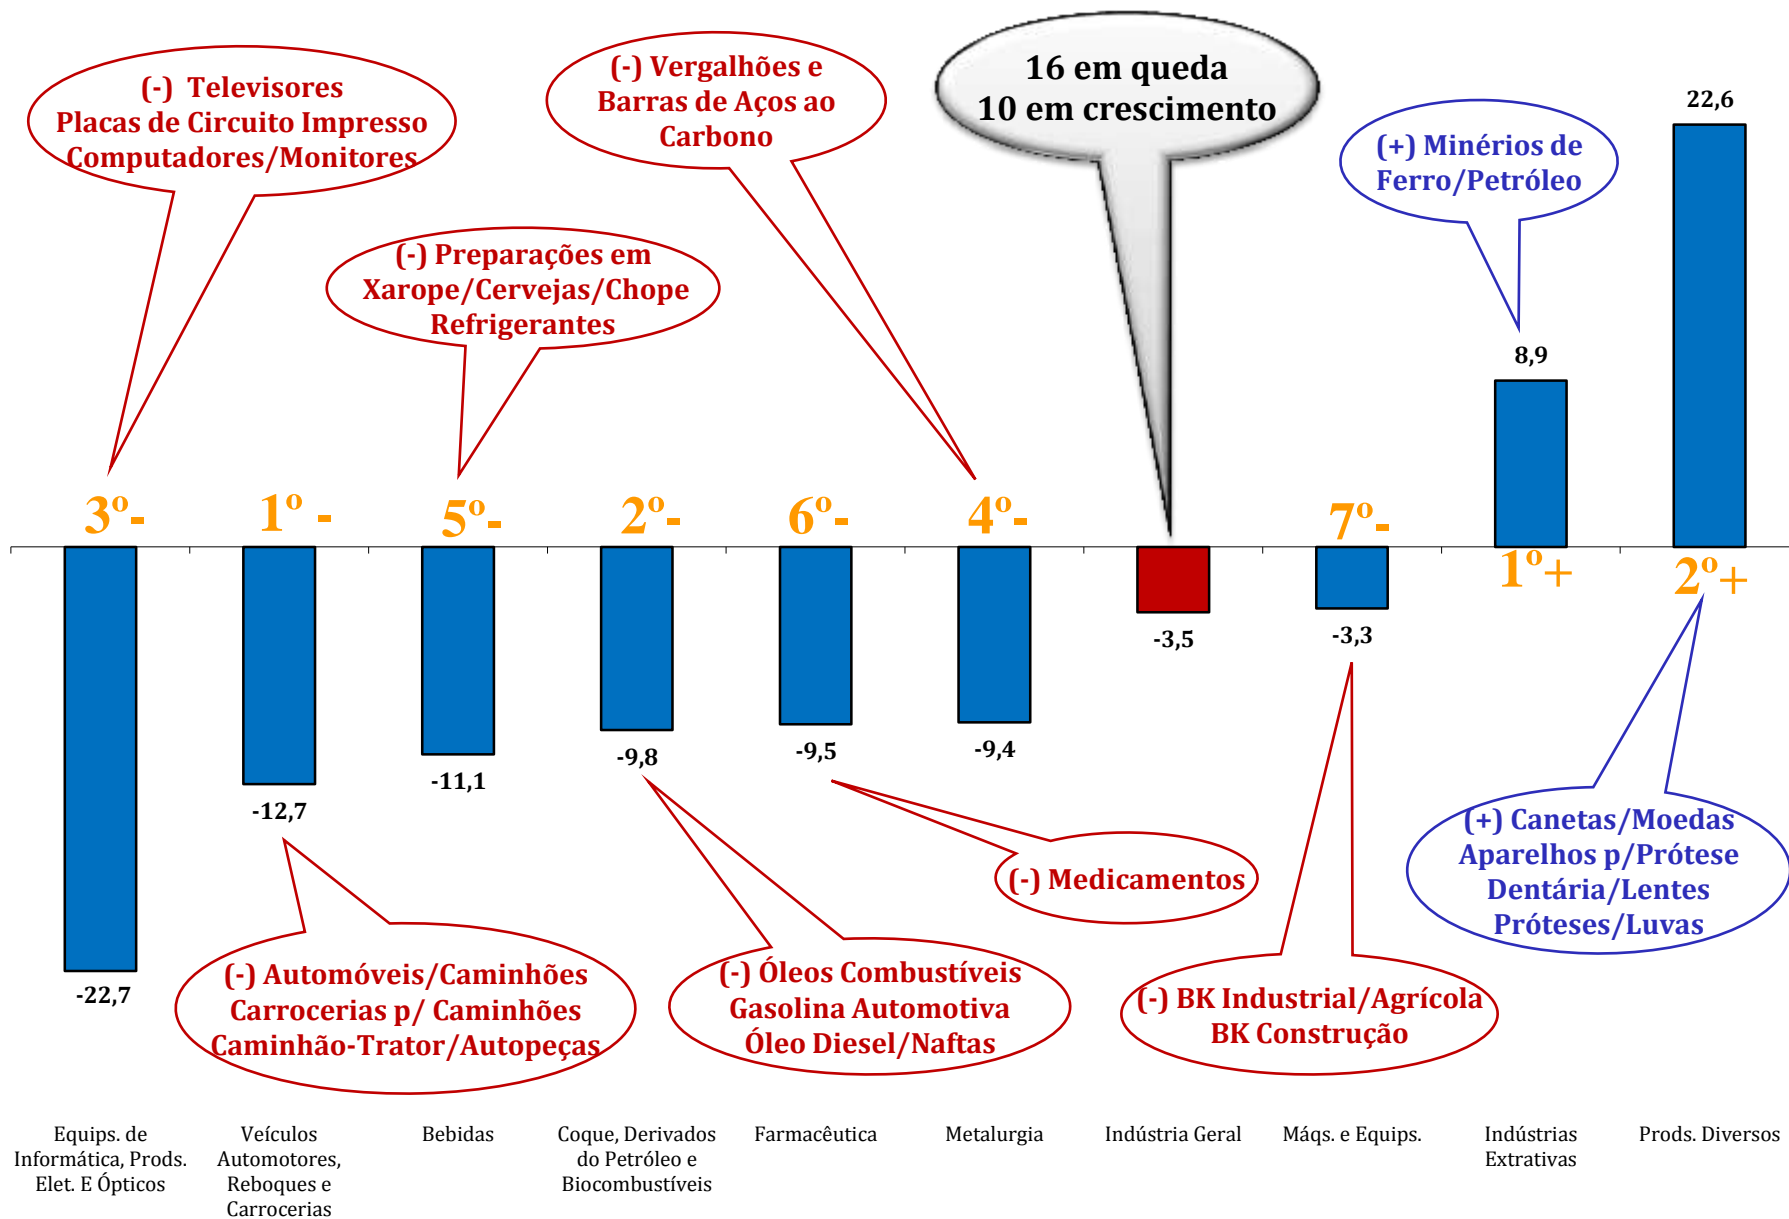 (-) Televisores
Placas de Circuito Impresso
Computadores/Monitores
(-) Vergalhões e
Barras de Aços ao
Carbono
16 em queda
10 em crescimento
(+) Minérios de
Ferro/Petróleo
22,6
(-) Preparações em
Xarope/Cervejas/Chope
Refrigerantes
8,9
3º-
1º -
5º-
2º-
6º-
4º-
7º-
1º+
2º+
-22,7
-12,7
-11,1
-9,8
-9,5
-9,4
-3,5
-3,3
(-) Automóveis/Caminhões
Carrocerias p/ Caminhões
Caminhão-Trator/Autopeças
(-) Óleos Combustíveis
Gasolina Automotiva
Óleo Diesel/Naftas
(-) Medicamentos
(-) BK Industrial/Agrícola
BK Construção
(+) Canetas/Moedas
Aparelhos p/Prótese
Dentária/Lentes
Próteses/Luvas
Equips. de
Informática, Prods.
Elet. E Ópticos
Veículos
Automotores,
Reboques e
Carrocerias
Bebidas
Coque, Derivados
do Petróleo e
Biocombustíveis
Farmacêutica
Metalurgia
Indústria Geral
Máqs. e Equips.
Indústrias
Extrativas
Prods. Diversos